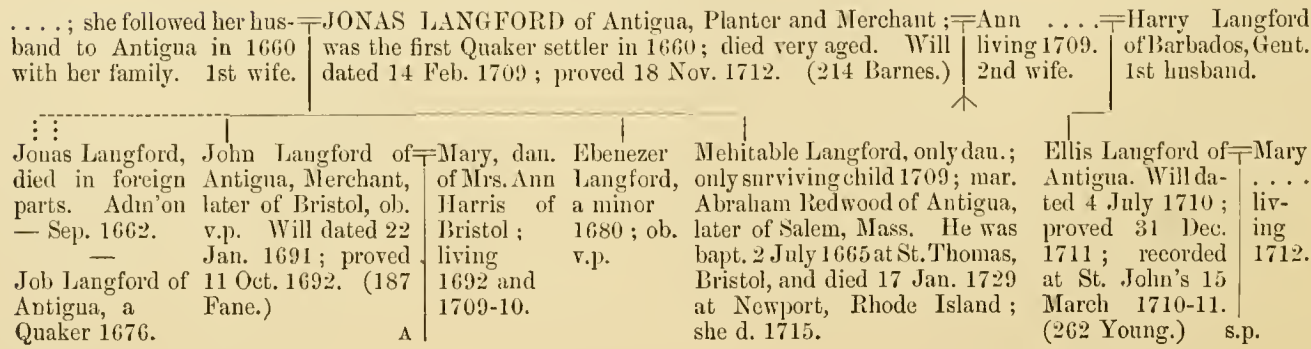 . . . .; she followed her hus-
band to Antigua in 1660
with her family. 1st wife.
JONAS LANGFORD of Antigua, Planter and Merchant;
was the first Quaker settler in 1660; died very aged. Will
dated 14 Feb. 1709; proved 18 Nov. 1712. (214 Barnes.)
Ann . . . .
living 1709.
2nd wife.
Harry Langford
of Barbados, Gent.
1st husband.
Jonas Langford,
died in foreign
parts. Adm'on
— Sep. 1662.
—
Job Langford of
Antigua, a
Quaker 1676.
John Langford of
Antigua, Merchant,
later of Bristol, ob.
v.p. Will dated 22
Jan. 1691; proved
11 Oct. 1692. (187
Fane.)
A
Mary, dau.
of Mrs. Ann
Harris of
Bristol;
living
1692 and
1709-10.
Ebenezer
Langford,
a minor
1680; ob.
v.p.
Mehitable Langford, only dau.;
only surviving child 1709; mar.
Abraham Redwood of Antigua,
later of Salem, Mass. He was
bapt. 2 July 1665 at St. Thomas,
Bristol, and died 17 Jan. 1729
at Newport, Rhode Island;
she d. 1715.
Ellis Langford of
Antigua. Will da-
ted 4 July 1710;
proved 31 Dec.
1711; recorded
at St. John's 15
March 1710-11.
(262 Young.) s.p.
Mary
. . . .
liv-
ing
1712.